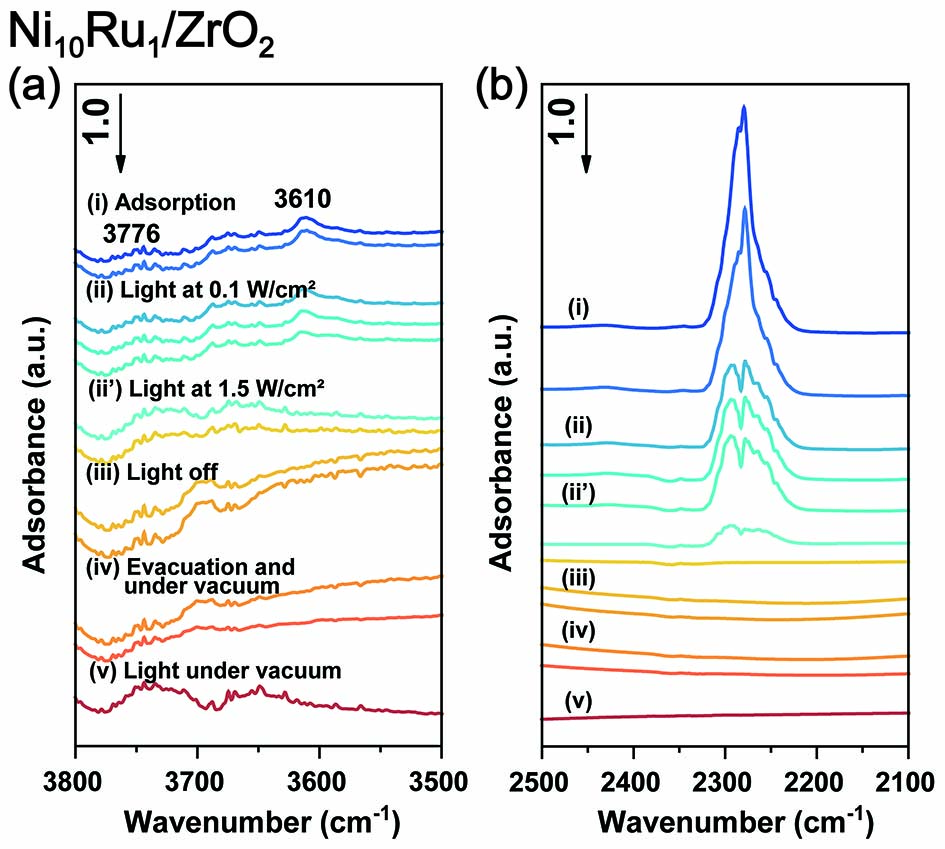 Ni₁₀Ru₁/ZrO₂
(a)
1.0
(i) Adsorption
3610
3776
(ii) Light at 0.1 W/cm²
(ii') Light at 1.5 W/cm²
(iii) Light off
(iv) Evacuation and
under vacuum
(v) Light under vacuum
Adsorbance (a.u.)
3800 3700 3600 3500
Wavenumber (cm⁻¹)
(b)
1.0
(i)
(ii)
(ii')
(iii)
(iv)
(v)
Adsorbance (a.u.)
2500 2400 2300 2200 2100
Wavenumber (cm⁻¹)